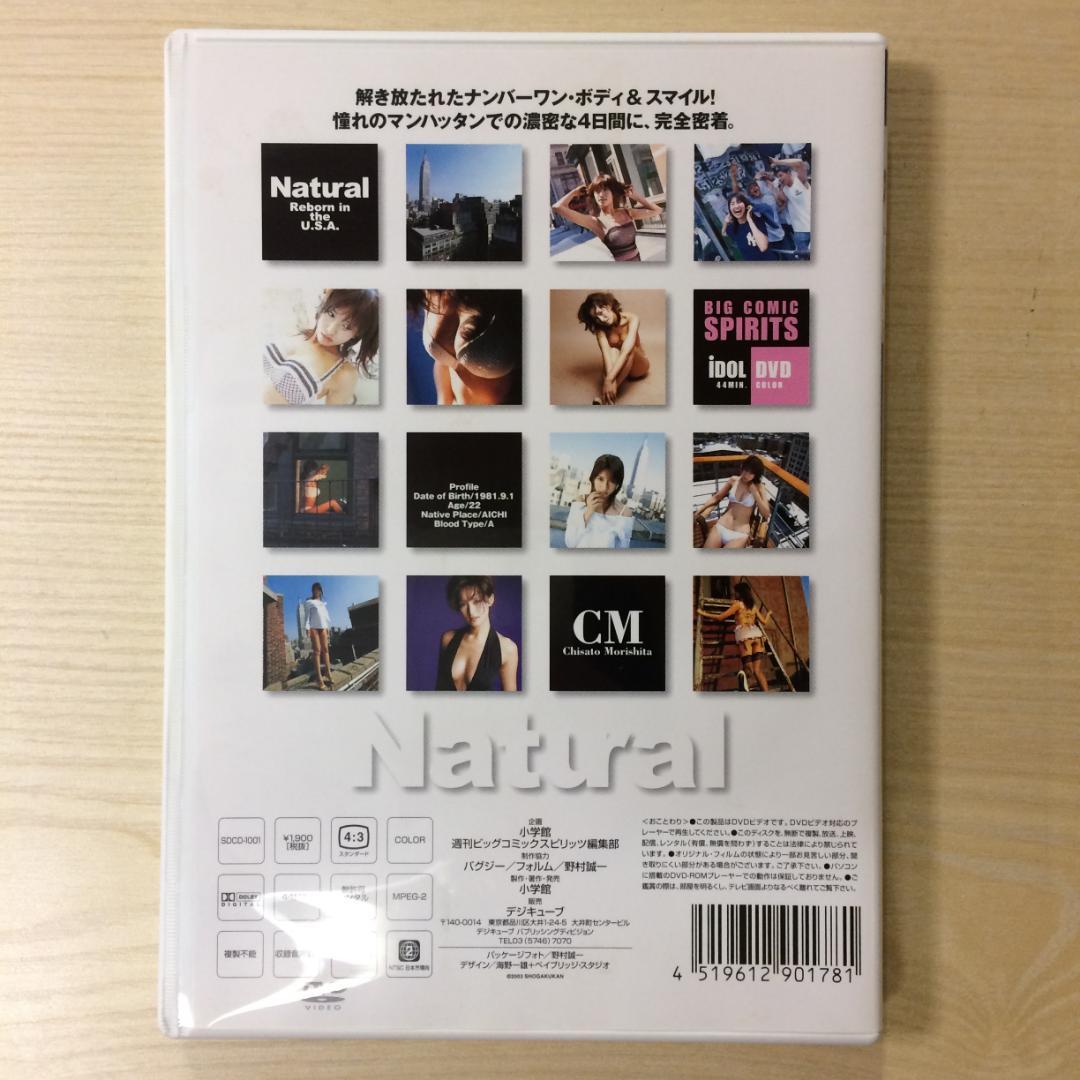 解き放たれたナンバーワン・ボディ&スマイル!
憧れのマンハッタンでの濃密な4日間に、完全密着。
Natural
Reborn in
the
U.S.A.
BIG COMIC
SPIRITS
iDOL DVD
44MIN. COLOR
Profile
Date of Birth/1981.9.1
Age/22
Native Place/AICHI
Blood Type/A
CM
Chisato Morishita
Natural
SDCD-1001
¥1,900
[税抜]
4:3
スタンダード
COLOR
DOLBY
DIGITAL
MPEG-2
複製不能
2
NTSC 日本市場向
VIDEO
企画
小学館
週刊ビッグコミックスピリッツ編集部
制作協力
バグジー/フォルム/野村誠一
製作・著作・発売
小学館
販売
デジキューブ
〒140-0014 東京都品川区大井1-24-5 大井町センタービル
デジキューブ パブリッシングディビジョン
TEL03 (5746) 7070
パッケージフォト/野村誠一
デザイン/海野一雄+ベイブリッジ・スタジオ
©2003 SHOGAKUKAN
<おことわり>●この製品はDVDビデオです。DVDビデオ対応のプ
レーヤーで再生してください。●このディスクを、無断で複製、放送、上映、
配信、レンタル(有償、無償を問わず)することは法律により禁じられて
います。●オリジナル・フィルムの状態により一部お見苦しい部分、聞
き取りにくい部分がある場合がございます。ご了承下さい。●パソコン
に搭載のDVD-ROMプレーヤーでの動作は保証しておりません。●ご
鑑賞の際は、部屋を明るくし、テレビ画面よりなるべく離れてご覧下さい。
4 519612 901781